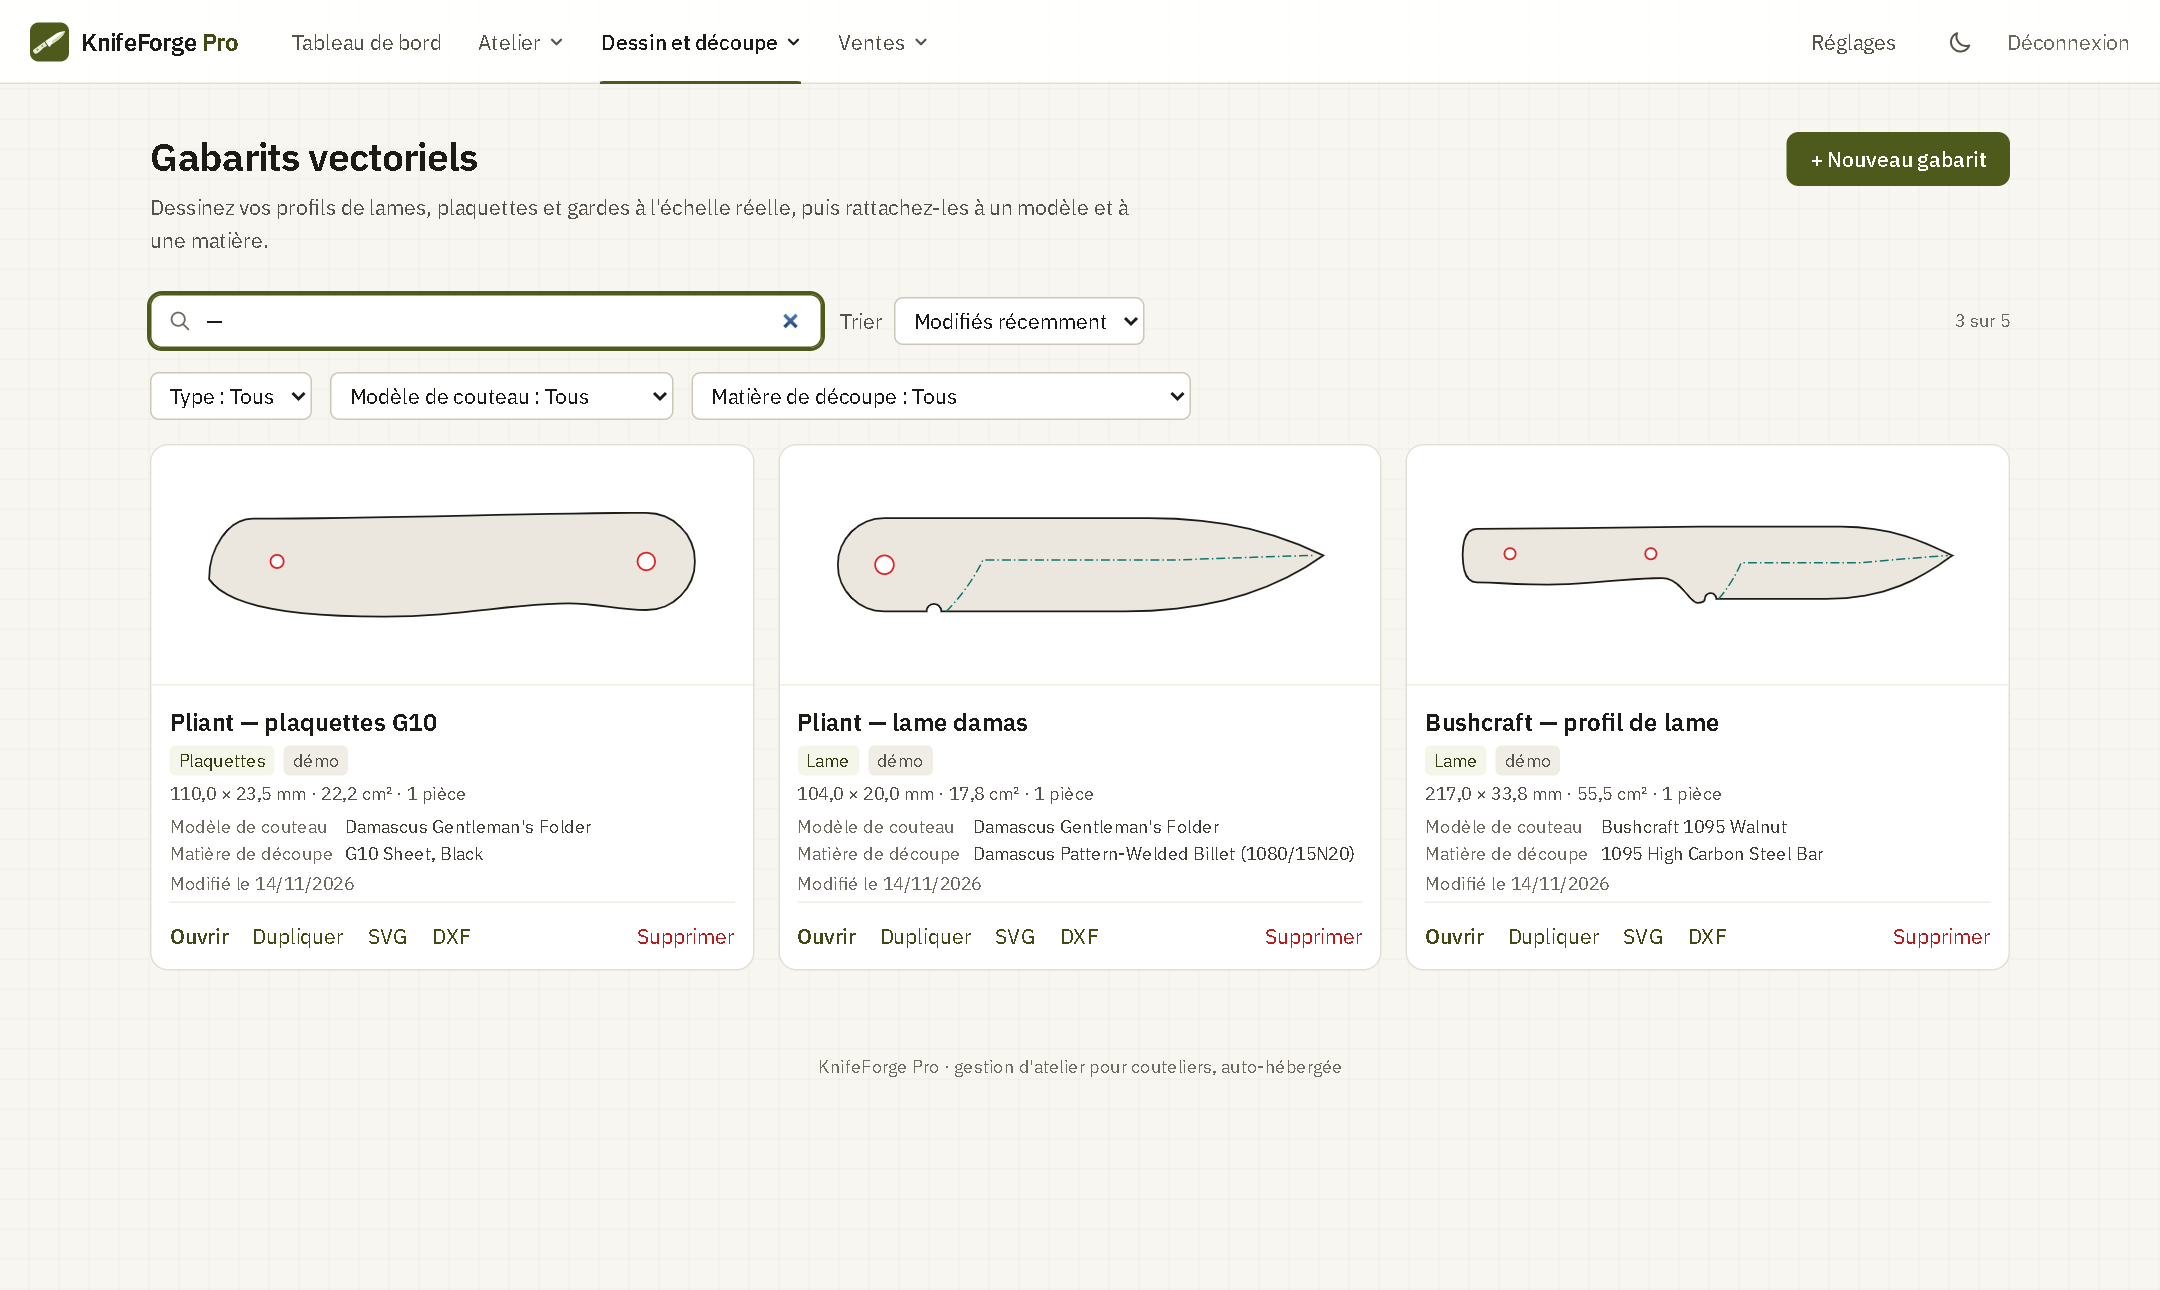 KnifeForge Pro
Tableau de bord
Atelier
Dessin et découpe
Ventes
Réglages
Déconnexion
Gabarits vectoriels
+ Nouveau gabarit
Dessinez vos profils de lames, plaquettes et gardes à l'échelle réelle, puis rattachez-les à un modèle et à
une matière.
—
Trier
Modifiés récemment
3 sur 5
Type : Tous
Modèle de couteau : Tous
Matière de découpe : Tous
Pliant — plaquettes G10
Plaquettes démo
110,0 × 23,5 mm · 22,2 cm² · 1 pièce
Modèle de couteau Damascus Gentleman's Folder
Matière de découpe G10 Sheet, Black
Modifié le 14/11/2026
Ouvrir Dupliquer SVG DXF Supprimer
Pliant — lame damas
Lame démo
104,0 × 20,0 mm · 17,8 cm² · 1 pièce
Modèle de couteau Damascus Gentleman's Folder
Matière de découpe Damascus Pattern-Welded Billet (1080/15N20)
Modifié le 14/11/2026
Ouvrir Dupliquer SVG DXF Supprimer
Bushcraft — profil de lame
Lame démo
217,0 × 33,8 mm · 55,5 cm² · 1 pièce
Modèle de couteau Bushcraft 1095 Walnut
Matière de découpe 1095 High Carbon Steel Bar
Modifié le 14/11/2026
Ouvrir Dupliquer SVG DXF Supprimer
KnifeForge Pro · gestion d'atelier pour couteliers, auto-hébergée